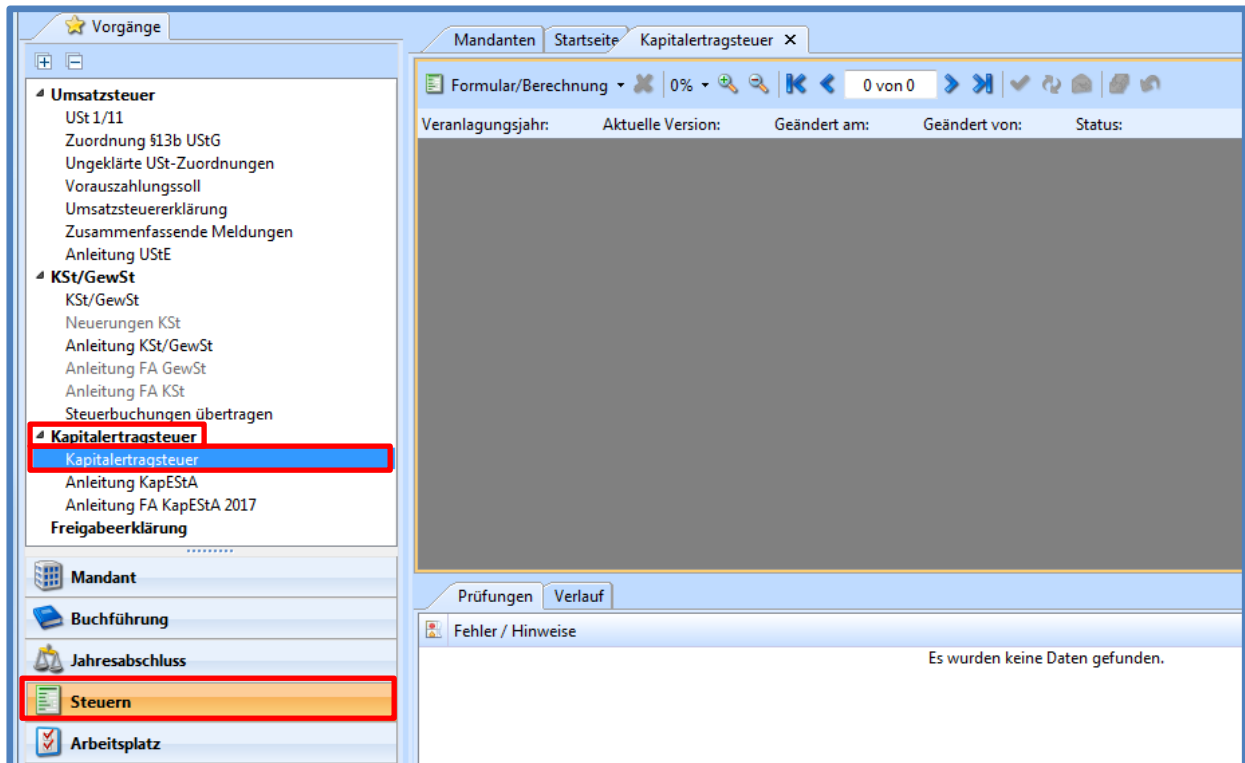 Vorgänge
Umsatzsteuer
USt 1/11
Zuordnung §13b UStG
Ungeklärte USt-Zuordnungen
Vorauszahlungssoll
Umsatzsteuererklärung
Zusammenfassende Meldungen
Anleitung UStE
KSt/GewSt
KSt/GewSt
Neuerungen KSt
Anleitung KSt/GewSt
Anleitung FA GewSt
Anleitung FA KSt
Steuerbuchungen übertragen
Kapitalertragsteuer
Kapitalertragsteuer
Anleitung KapEStA
Anleitung FA KapEStA 2017
Freigabeerklärung
Mandant
Buchführung
Jahresabschluss
Steuern
Arbeitsplatz
Mandanten Startseite Kapitalertragsteuer
Formular/Berechnung 0% 0 von 0
Veranlagungsjahr: Aktuelle Version: Geändert am: Geändert von: Status:
Prüfungen Verlauf
Fehler / Hinweise
Es wurden keine Daten gefunden.